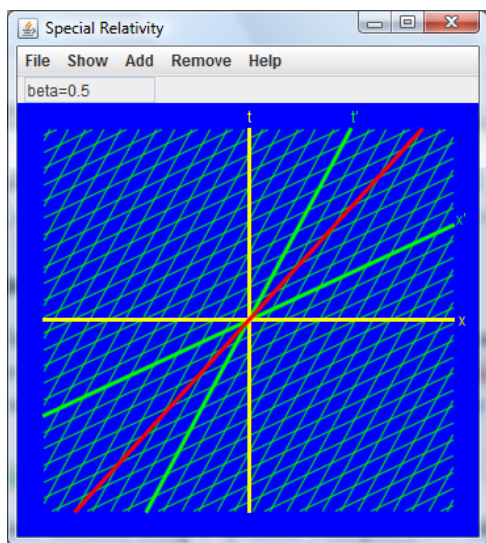 Special Relativity
File Show Add Remove Help
beta=0.5
t t'
x'
x